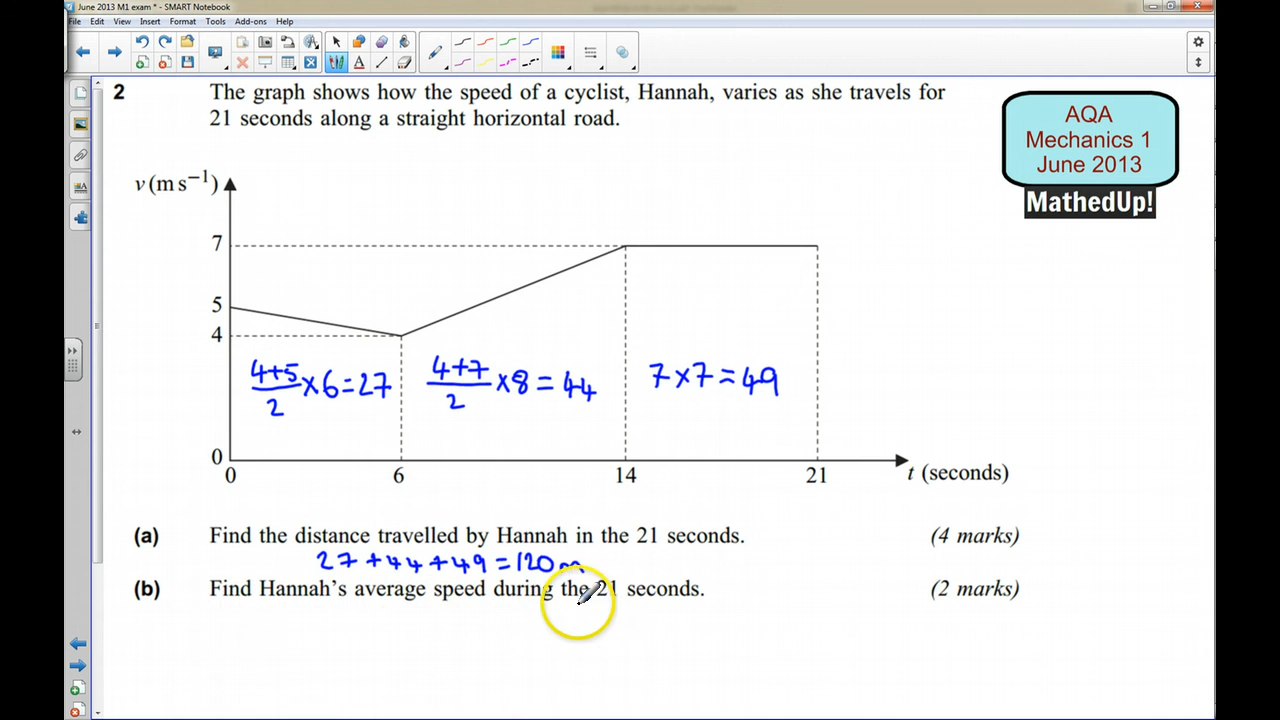 June 2013 M1 exam * - SMART Notebook
File Edit View Insert Format Tools Add-ons Help
2 The graph shows how the speed of a cyclist, Hannah, varies as she travels for
21 seconds along a straight horizontal road.
AQA
Mechanics 1
June 2013
MathedUp!
v (m s⁻¹)
7
5
4
4+5/2 ×6=27
4+7/2 ×8=44
7×7=49
0
0 6 14 21 t (seconds)
(a) Find the distance travelled by Hannah in the 21 seconds. (4 marks)
27+44+49=120m
(b) Find Hannah's average speed during the 21 seconds. (2 marks)